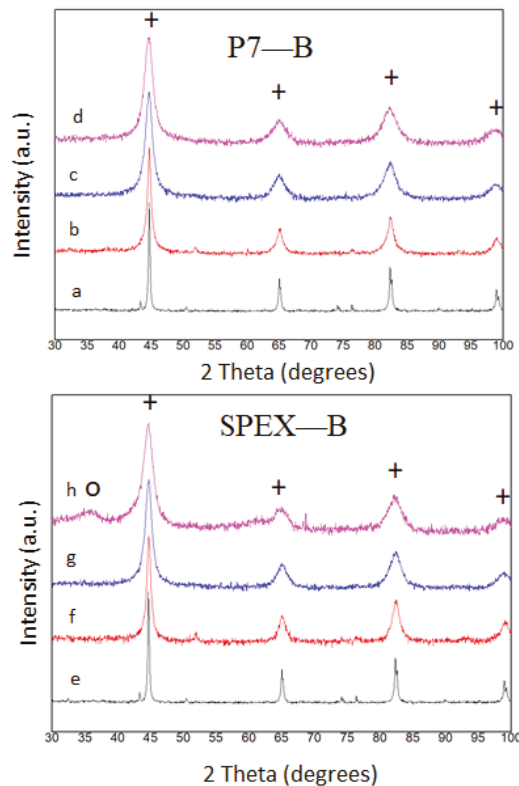 +
P7—B
+
+
+
d
c
b
a
Intensity (a.u.)
30 35 40 45 50 55 60 65 70 75 80 85 90 95 100
2 Theta (degrees)
+
SPEX—B
+
+
+
h O
g
f
e
Intensity (a.u.)
30 35 40 45 50 55 60 65 70 75 80 85 90 95 100
2 Theta (degrees)